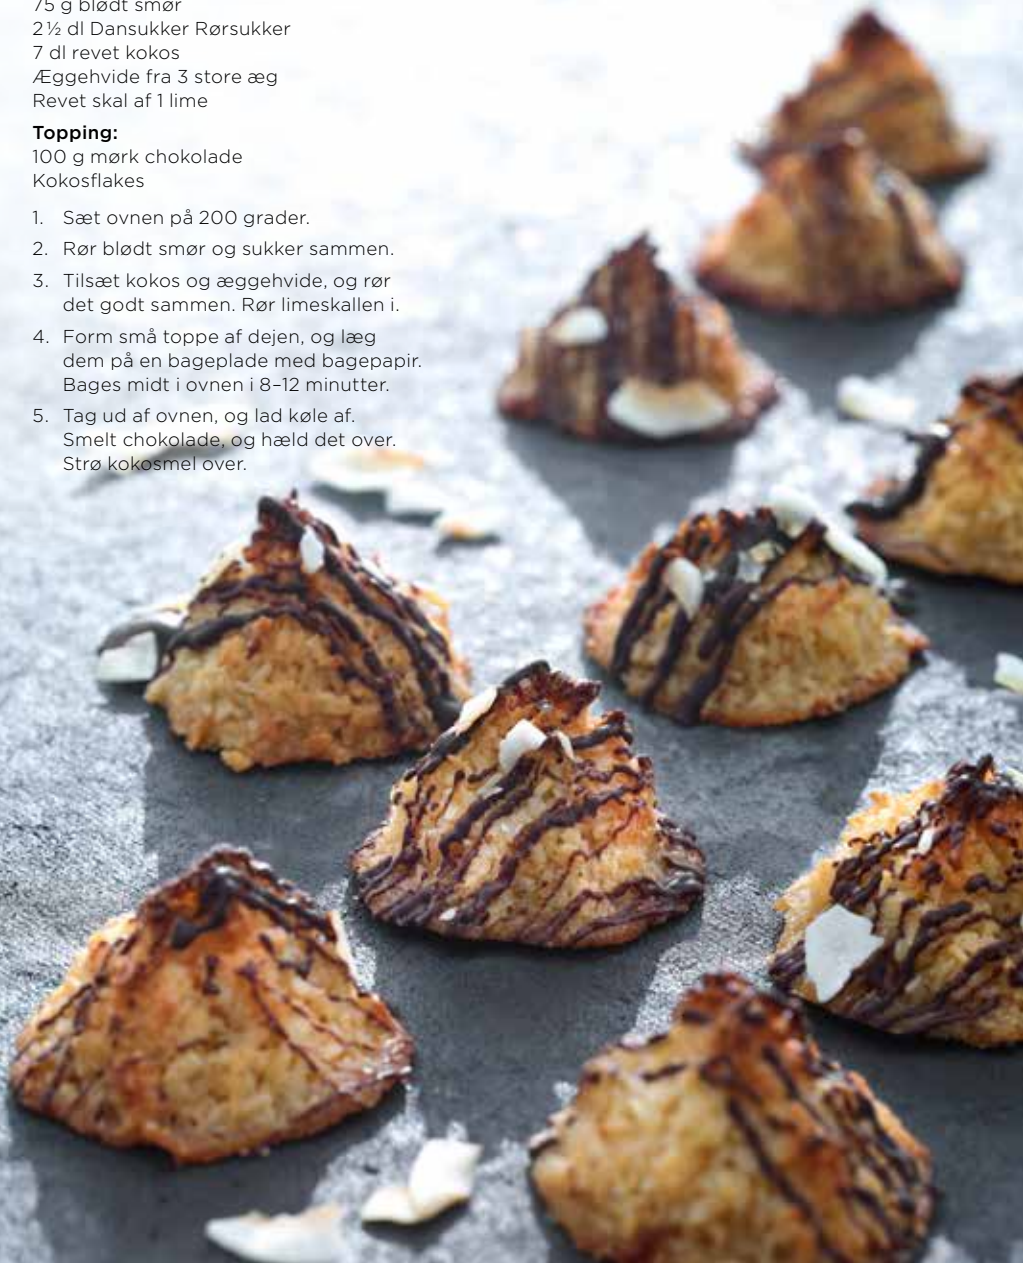 75 g blødt smør
2 ½ dl Dansukker Rørsukker
7 dl revet kokos
Æggehvide fra 3 store æg
Revet skal af 1 lime
Topping:
100 g mørk chokolade
Kokosflakes
1. Sæt ovnen på 200 grader.
2. Rør blødt smør og sukker sammen.
3. Tilsæt kokos og æggehvide, og rør
det godt sammen. Rør limeskallen i.
4. Form små toppe af dejen, og læg
dem på en bageplade med bagepapir.
Bages midt i ovnen i 8–12 minutter.
5. Tag ud af ovnen, og lad køle af.
Smelt chokolade, og hæld det over.
Strø kokosmel over.